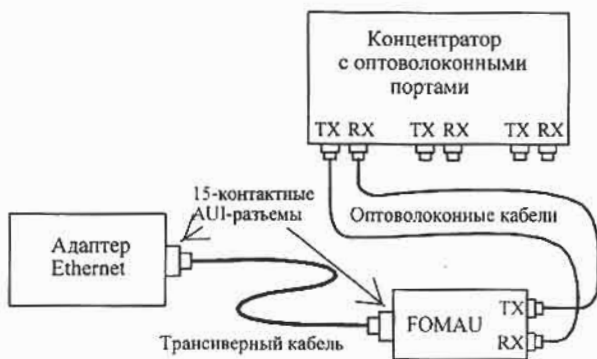 Концентратор
с оптоволоконными
портами
TX RX TX RX TX RX
15-контактные
AUI-разъемы
Оптоволоконные кабели
Адаптер
Ethernet
FOMAU
TX
RX
Трансиверный кабель